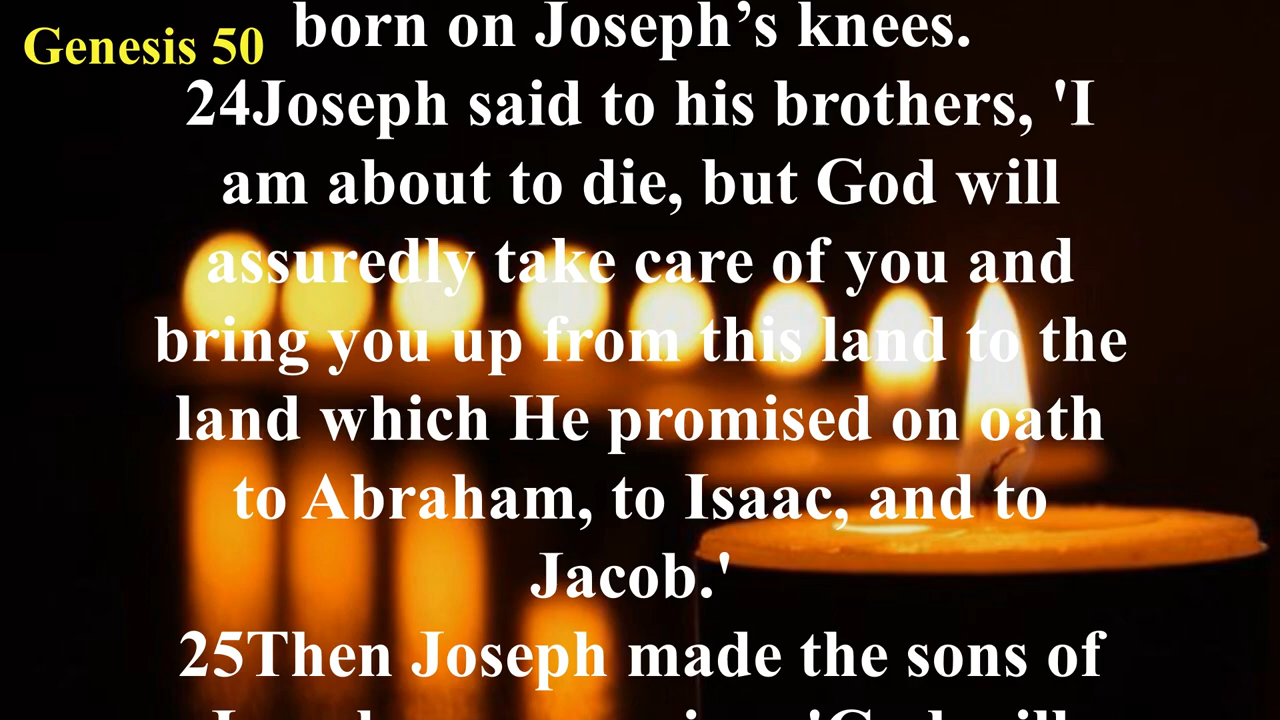 Genesis 50
born on Joseph’s knees.
24Joseph said to his brothers, 'I
am about to die, but God will
assuredly take care of you and
bring you up from this land to the
land which He promised on oath
to Abraham, to Isaac, and to
Jacob.'
25Then Joseph made the sons of
'God will